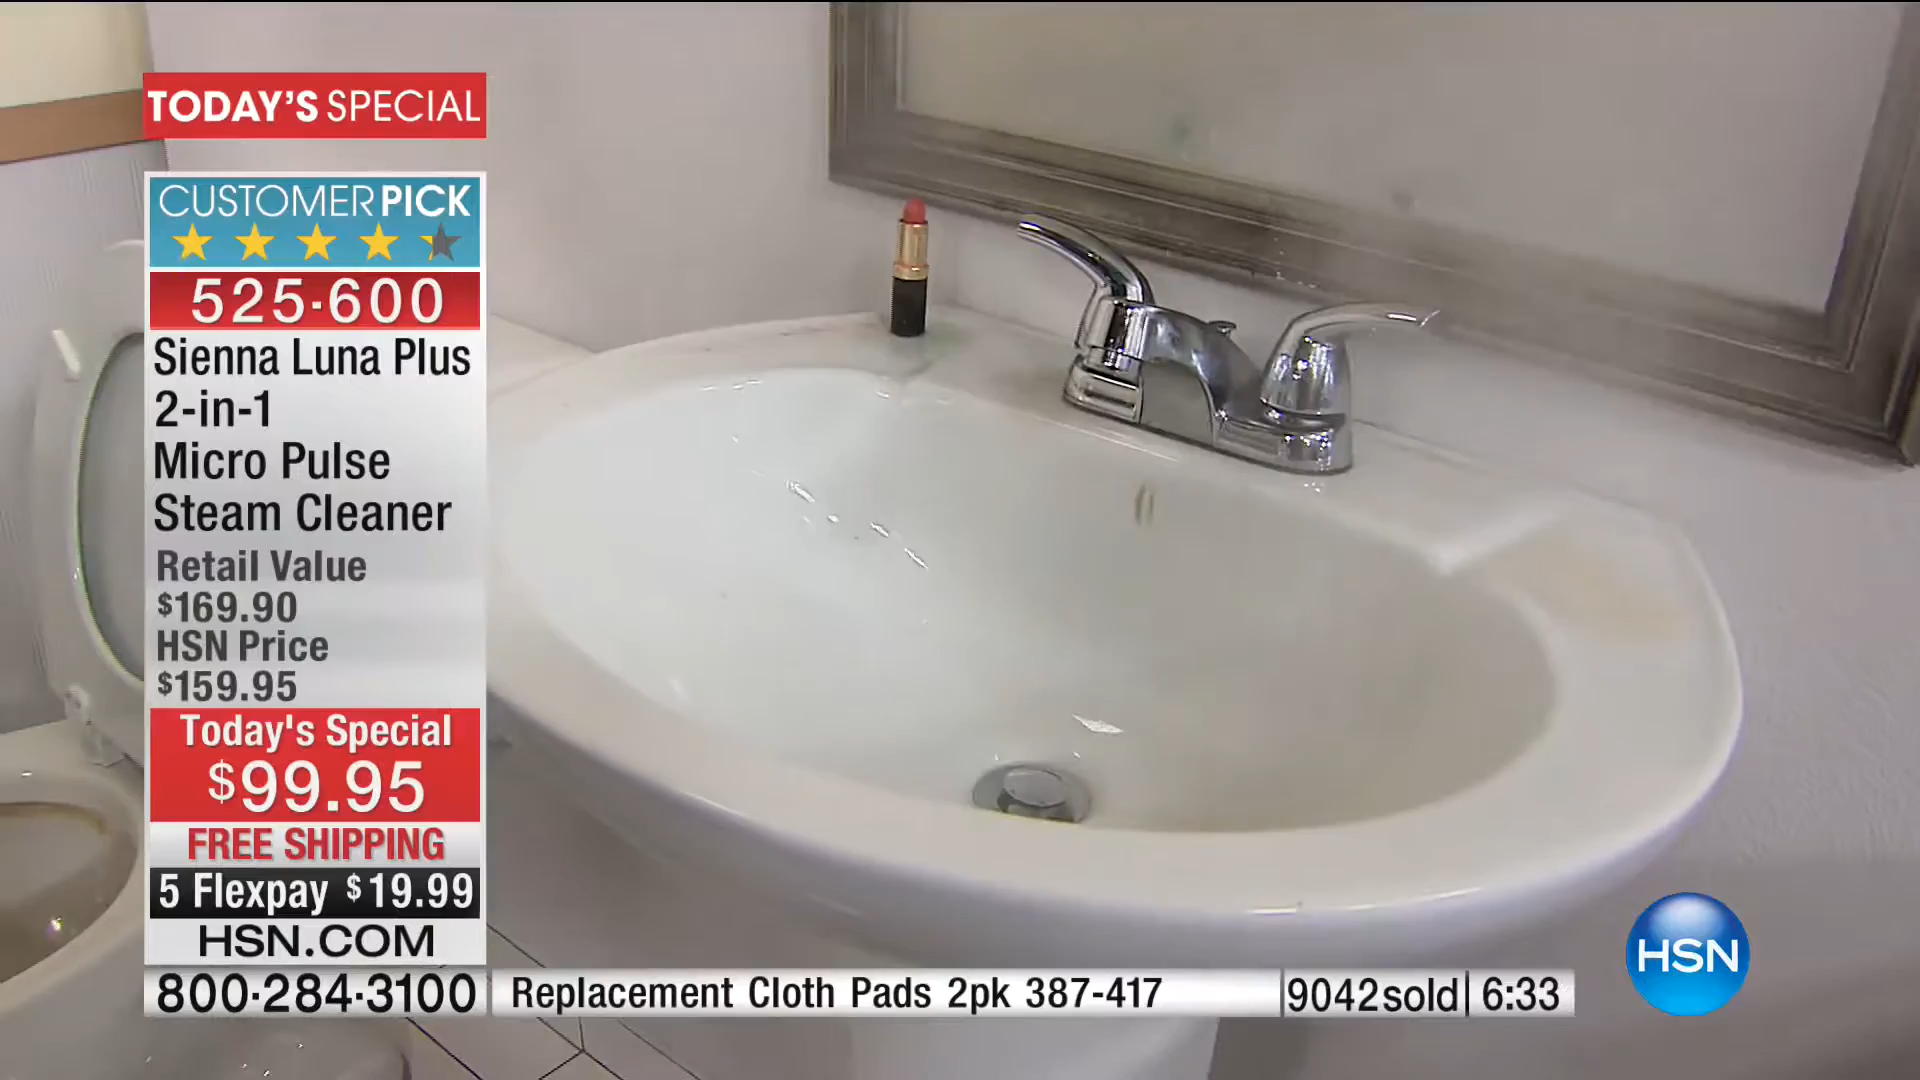 TODAY'S SPECIAL
CUSTOMER PICK
525-600
Sienna Luna Plus
2-in-1
Micro Pulse
Steam Cleaner
Retail Value
$169.90
HSN Price
$159.95
Today's Special
$99.95
FREE SHIPPING
5 Flexpay $19.99
HSN.COM
800·284·3100
Replacement Cloth Pads 2pk 387-417
9042sold
6:33
HSN